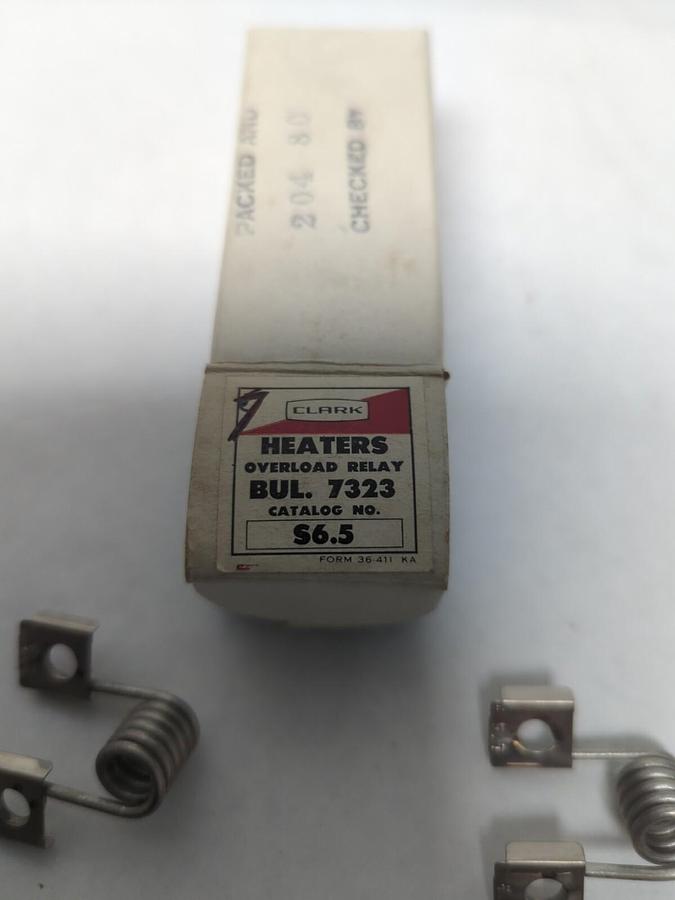 PACKED AND
204 80
CHECKED BY
CLARK
HEATERS
OVERLOAD RELAY
BUL. 7323
CATALOG NO.
S6.5
FORM 36-411 KA